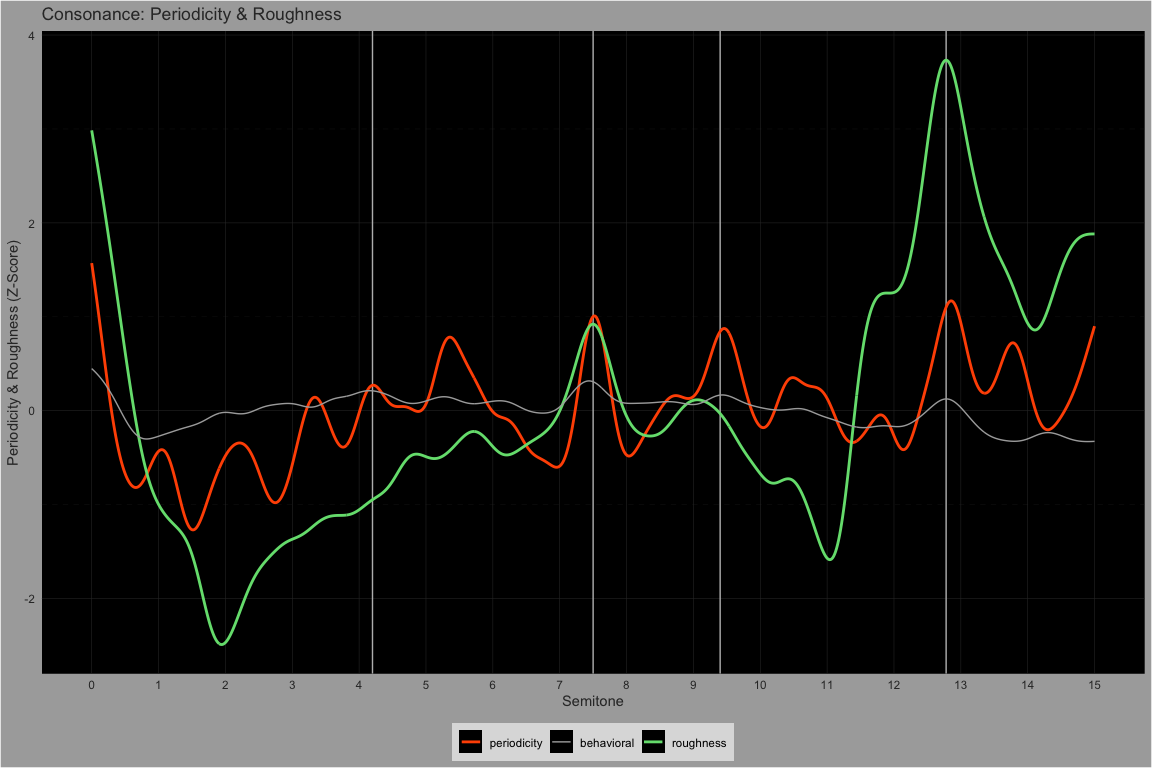 Consonance: Periodicity & Roughness
Periodicity & Roughness (Z-Score)
4
2
0
-2
0 1 2 3 4 5 6 7 8 9 10 11 12 13 14 15
Semitone
periodicity behavioral roughness